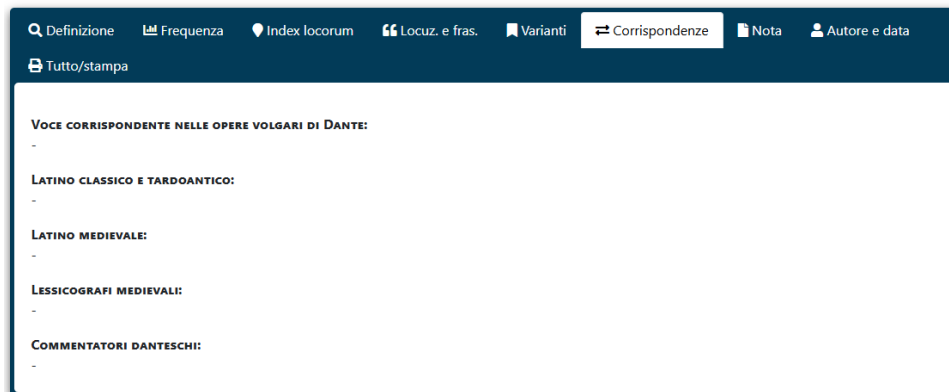 Definizione Frequenza Index locorum Locuz. e fras. Varianti Corrispondenze Nota Autore e data
Tutto/stampa
Voce corrispondente nelle opere volgari di Dante:
-
Latino classico e tardoantico:
-
Latino medievale:
-
Lessicografi medievali:
-
Commentatori danteschi:
-